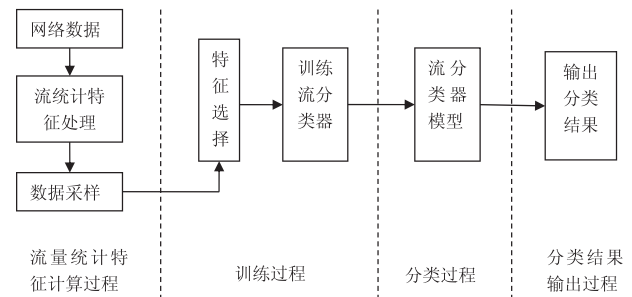 网络数据
流统计特
征处理
数据采样
特
征
选
择
训练
流分
类器
流分
类器
模型
输出
分类
结果
流量统计特
征计算过程
训练过程
分类过程
分类结果
输出过程